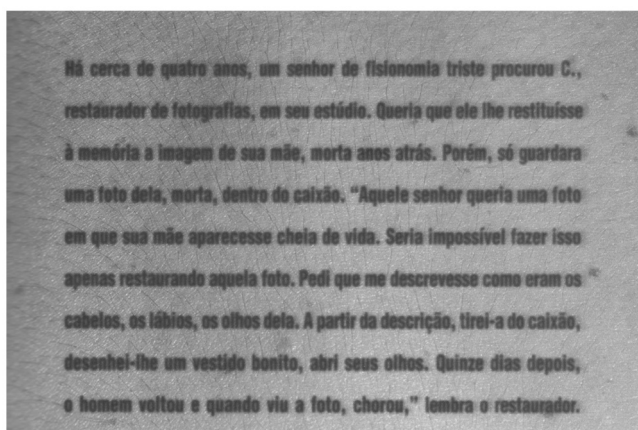 Há cerca de quatro anos, um senhor de fisionomia triste procurou C.,
restaurador de fotografias, em seu estúdio. Queria que ele lhe restituísse
à memória a imagem de sua mãe, morta anos atrás. Porém, só guardara
uma foto dela, morta, dentro do caixão. “Aquele senhor queria uma foto
em que sua mãe aparecesse cheia de vida. Seria impossível fazer isso
apenas restaurando aquela foto. Pedi que me descrevesse como eram os
cabelos, os lábios, os olhos dela. A partir da descrição, tirei-a do caixão,
desenhei-lhe um vestido bonito, abri seus olhos. Quinze dias depois,
o homem voltou e quando viu a foto, chorou,” lembra o restaurador.